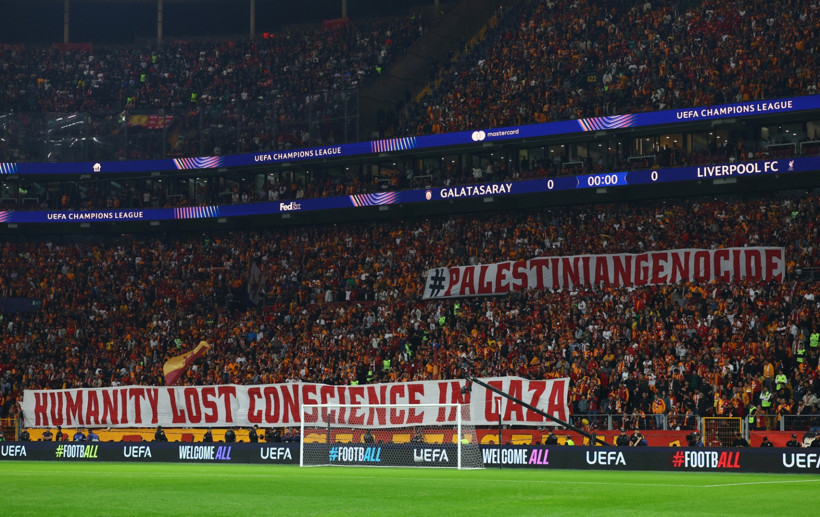 mastercard
UEFA CHAMPIONS LEAGUE
UEFA CHAMPIONS LEAGUE
UEFA CHAMPIONS LEAGUE
FedEx
GALATASARAY 0 00:00 0 LIVERPOOL FC
#PALESTINIANGENOCIDE
HUMANITY LOST CONSCIENCE IN GAZA
UEFA #FOOTBALL UEFA WELCOME ALL UEFA #FOOTBALL UEFA WELCOME ALL UEFA #FOOTBALL UEFA